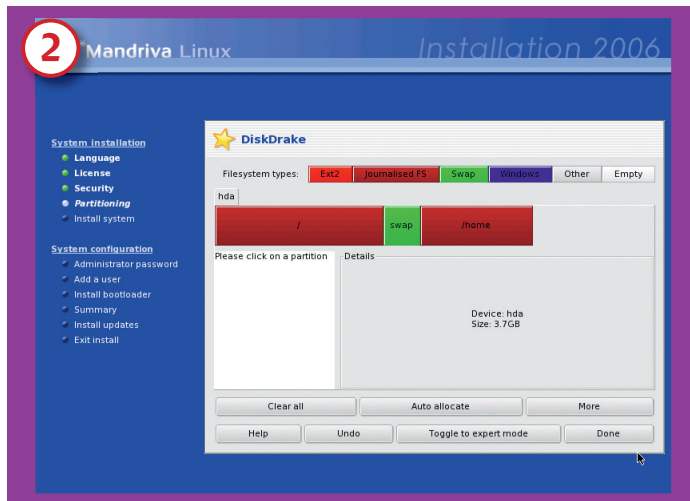 2
Mandriva Linux
Installation 2006
System installation
Language
License
Security
Partitioning
Install system
System configuration
Administrator password
Add a user
Install bootloader
Summary
Install updates
Exit install
DiskDrake
Filesystem types: Ext2 Journalised FS Swap Windows Other Empty
hda
/ swap /home
Please click on a partition
Details
Device: hda
Size: 3.7GB
Clear all Auto allocate More
Help Undo Toggle to expert mode Done